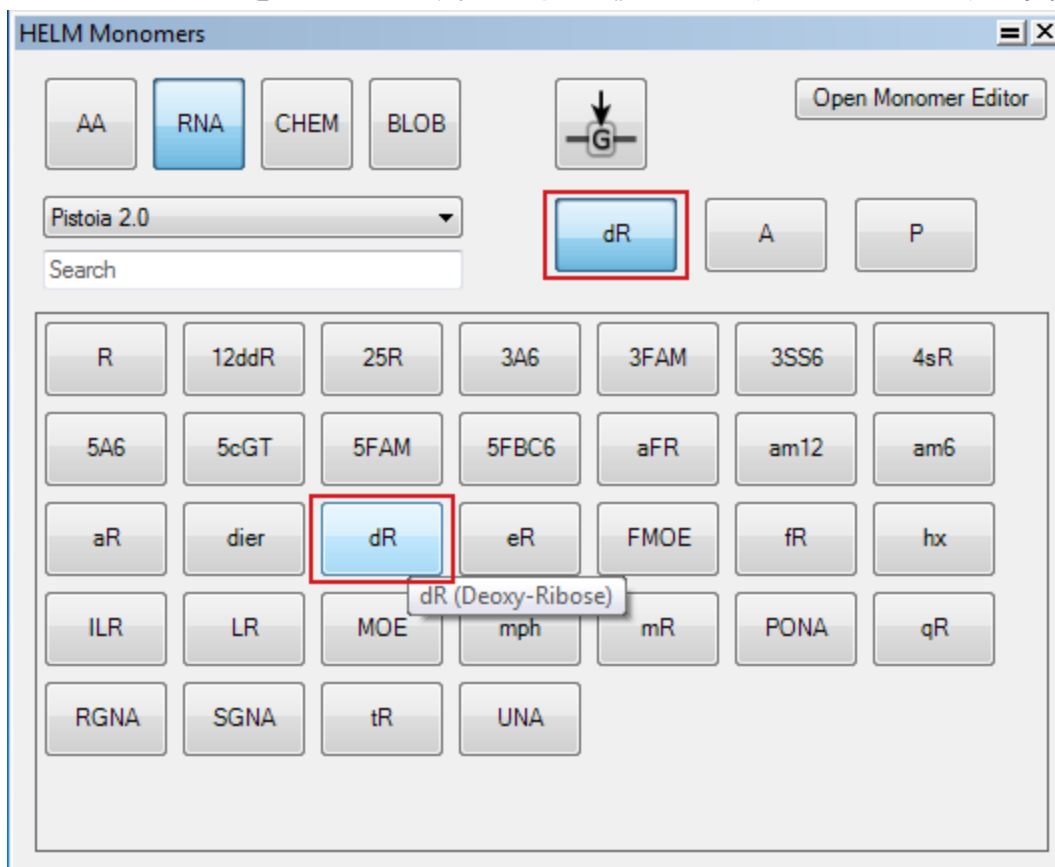 HELM Monomers
AA RNA CHEM BLOB G Open Monomer Editor
Pistoia 2.0
dR A P
Search
R 12ddR 25R 3A6 3FAM 3SS6 4sR
5A6 5cGT 5FAM 5FBC6 aFR am12 am6
aR dier dR eR FMOE fR hx
dR (Deoxy-Ribose)
ILR LR MOE mph mR PONA qR
RGNA SGNA tR UNA